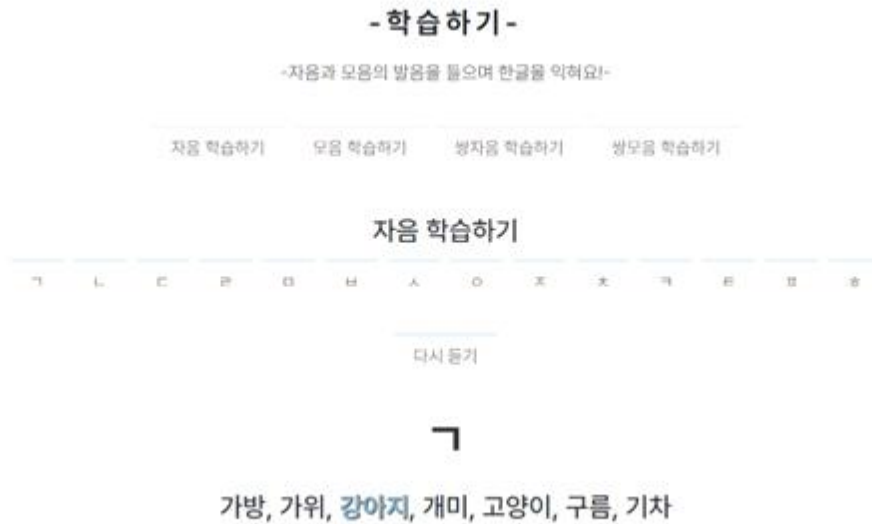 -학습하기-
-자음과 모음의 발음을 들으며 한글을 익혀요!-
자음 학습하기 모음 학습하기 쌍자음 학습하기 쌍모음 학습하기
자음 학습하기
ㄱ ㄴ ㄷ ㄹ ㅁ ㅂ ㅅ ㅇ ㅈ ㅊ ㅋ ㅌ ㅍ ㅎ
다시 듣기
ㄱ
가방, 가위, 강아지, 개미, 고양이, 구름, 기차